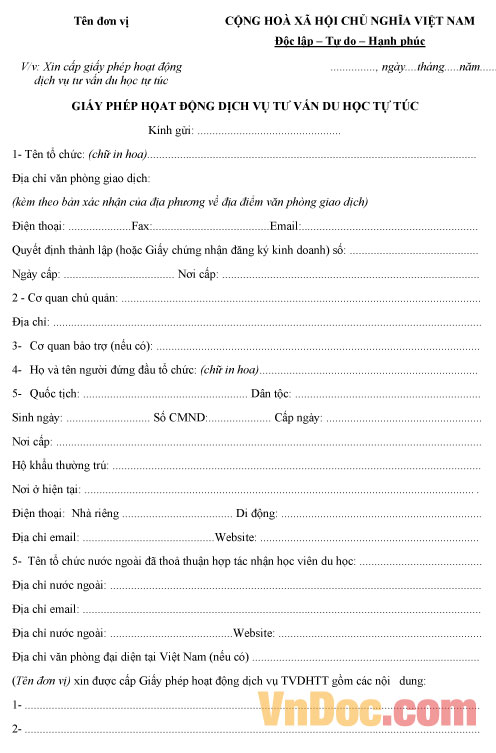 Tên đơn vị
CỘNG HOÀ XÃ HỘI CHỦ NGHĨA VIỆT NAM
Độc lập – Tự do – Hạnh phúc
V/v: Xin cấp giấy phép hoạt động
dịch vụ tư vấn du học tự túc
..............., ngày....tháng.....năm......
GIẤY PHÉP HOẠT ĐỘNG DỊCH VỤ TƯ VẤN DU HỌC TỰ TÚC
Kính gửi: ................................................
1- Tên tổ chức: (chữ in hoa)..............................................................................................................
Địa chỉ văn phòng giao dịch:
(kèm theo bản xác nhận của địa phương về địa điểm văn phòng giao dịch)
Điện thoại: .....................Fax:.......................................Email:..........................................................
Quyết định thành lập (hoặc Giấy chứng nhận đăng ký kinh doanh) số: ...........................................
Ngày cấp: ..................................... Nơi cấp: .....................................................................................
2 - Cơ quan chủ quản: ........................................................................................................................
Địa chỉ: ...............................................................................................................................................
3- Cơ quan bảo trợ (nếu có): ............................................................................................................
4- Họ và tên người đứng đầu tổ chức: (chữ in hoa).........................................................................
5- Quốc tịch: ........................................................ Dân tộc: .............................................................
Sinh ngày: ............................ Số CMND:..................... Cấp ngày: ....................................................
Nơi cấp: ..............................................................................................................................................
Hộ khẩu thường trú: ...........................................................................................................................
Nơi ở hiện tại: .................................................................................................................................. .
Điện thoại: Nhà riêng ..................................... Di động: .................................................................
Địa chỉ email: ............................................Website: .........................................................................
5- Tên tổ chức nước ngoài đã thoả thuận hợp tác nhận học viên du học: .........................................
Địa chỉ nước ngoài: ............................................................................................................................
Địa chỉ email: .....................................................................................................................................
Địa chỉ nước ngoài: .........................................Website: ....................................................................
Địa chỉ văn phòng đại diện tại Việt Nam (nếu có) ............................................................................
(Tên đơn vị) xin được cấp Giấy phép hoạt động dịch vụ TVDHTT gồm các nội dung:
1- ........................................................................................................................................................
2- ........................................................................................................................................................
VnDoc.com